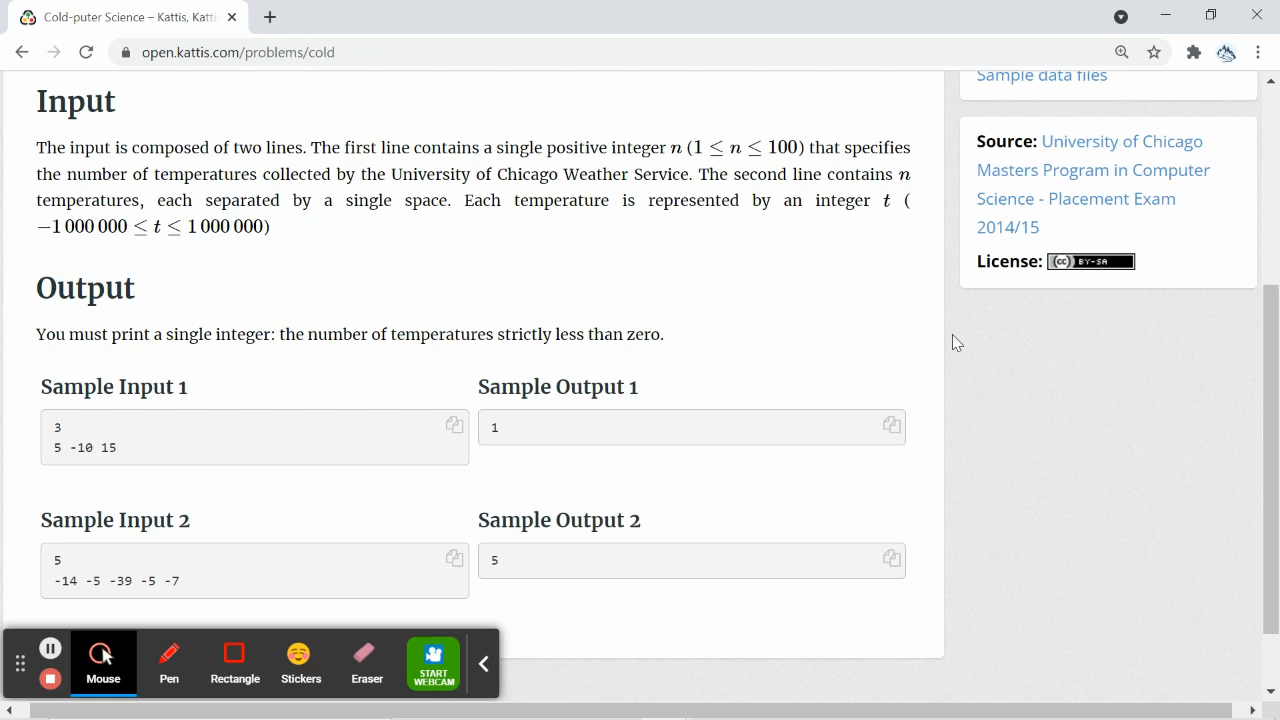 Cold-puter Science – Kattis, Katti
open.kattis.com/problems/cold
Sample data files
Input
The input is composed of two lines. The first line contains a single positive integer n (1 ≤ n ≤ 100) that specifies
the number of temperatures collected by the University of Chicago Weather Service. The second line contains n
temperatures, each separated by a single space. Each temperature is represented by an integer t (
−1 000 000 ≤ t ≤ 1 000 000)
Output
You must print a single integer: the number of temperatures strictly less than zero.
Sample Input 1
Sample Output 1
3
5 -10 15
1
Sample Input 2
Sample Output 2
5
-14 -5 -39 -5 -7
5
Source: University of Chicago
Masters Program in Computer
Science - Placement Exam
2014/15
License: (cc) BY-SA
Mouse
Pen
Rectangle
Stickers
Eraser
START
WEBCAM